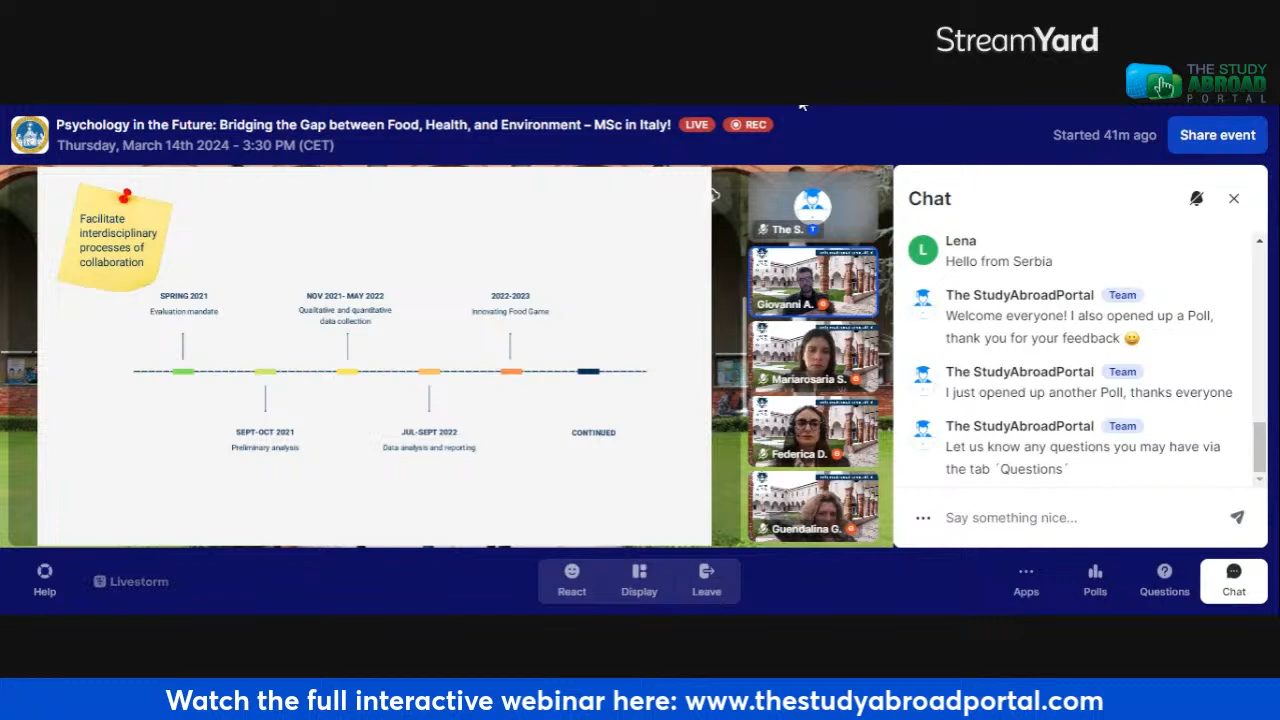 StreamYard
THE STUDY
ABROAD
PORTAL
Psychology in the Future: Bridging the Gap between Food, Health, and Environment – MSc in Italy! LIVE REC
Thursday, March 14th 2024 - 3:30 PM (CET)
Started 41m ago
Share event
Facilitate
interdisciplinary
processes of
collaboration
SPRING 2021
Evaluation mandate
NOV 2021- MAY 2022
Qualitative and quantitative
data collection
2022-2023
Innovating Food Game
SEPT-OCT 2021
Preliminary analysis
JUL-SEPT 2022
Data analysis and reporting
CONTINUED
The S. T
Giovanni A.
Mariarosaria S.
Federica D.
Guendalina G.
Chat
L
Lena
Hello from Serbia
The StudyAbroadPortal Team
Welcome everyone! I also opened up a Poll,
thank you for your feedback 😀
The StudyAbroadPortal Team
I just opened up another Poll, thanks everyone
The StudyAbroadPortal Team
Let us know any questions you may have via
the tab ´Questions´
Say something nice...
Help
Livestorm
React
Display
Leave
Apps
Polls
Questions
Chat
Watch the full interactive webinar here: www.thestudyabroadportal.com